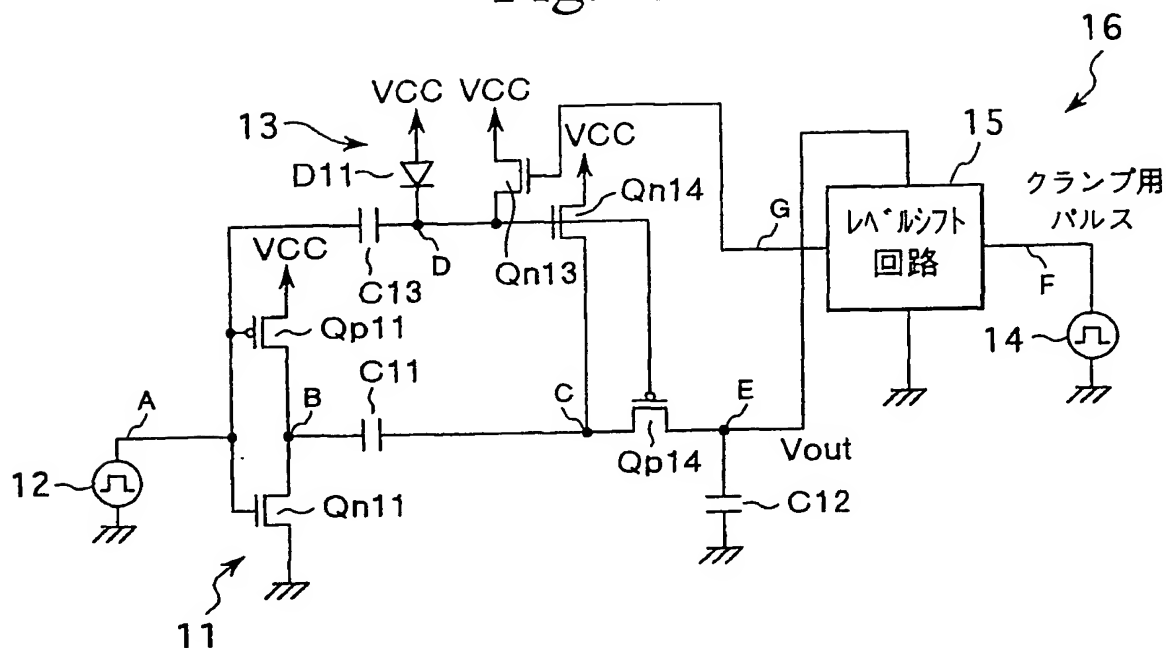 16
VCC
VCC
13
VCC
15
D11
クランプ用
パルス
Qn14
G
レベルシフト
回路
VCC
D
Qn13
F
C13
Qp11
14
C11
A
B
C
E
Qp14
Vout
12
Qn11
C12
11